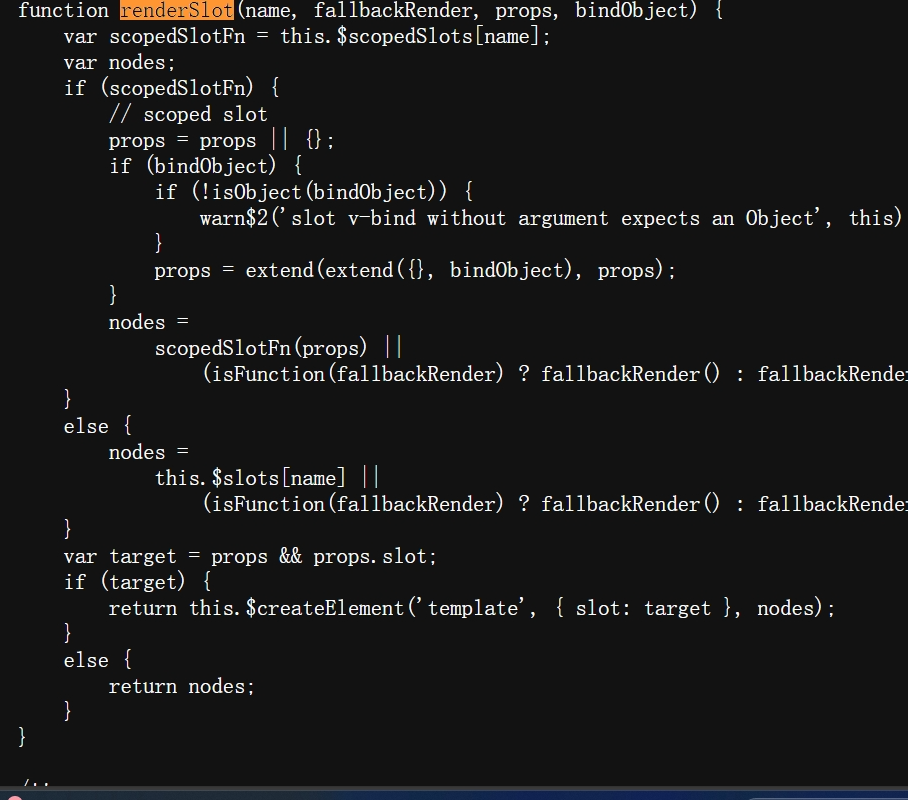 function renderSlot(name, fallbackRender, props, bindObject) {
    var scopedSlotFn = this.$scopedSlots[name];
    var nodes;
    if (scopedSlotFn) {
        // scoped slot
        props = props || {};
        if (bindObject) {
            if (!isObject(bindObject)) {
                warn$2('slot v-bind without argument expects an Object', this)
            }
            props = extend(extend({}, bindObject), props);
        }
        nodes =
            scopedSlotFn(props) ||
                (isFunction(fallbackRender) ? fallbackRender() : fallbackRende
    }
    else {
        nodes =
            this.$slots[name] ||
                (isFunction(fallbackRender) ? fallbackRender() : fallbackRende
    }
    var target = props && props.slot;
    if (target) {
        return this.$createElement('template', { slot: target }, nodes);
    }
    else {
        return nodes;
    }
}